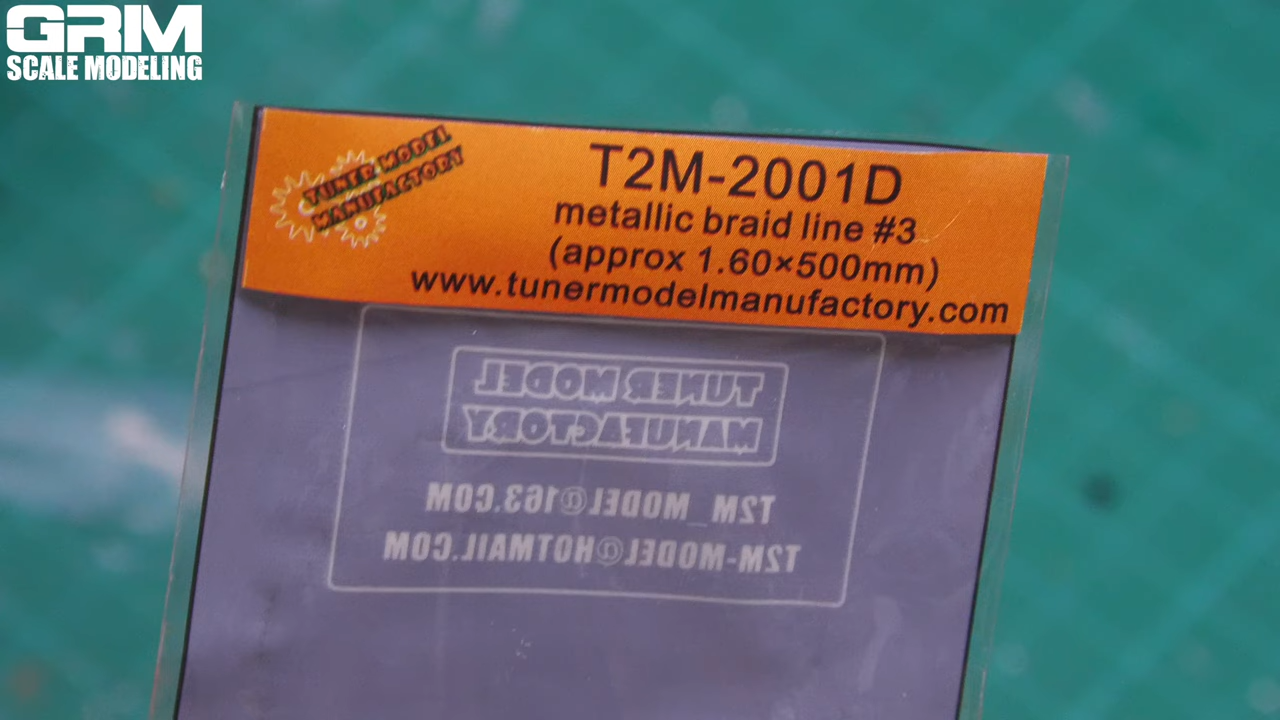 GRM
SCALE MODELING
TUNER MODEL
MANUFACTORY
T2M-2001D
metallic braid line #3
(approx 1.60×500mm)
www.tunermodelmanufactory.com
TUNER MODEL
MANUFACTORY
T2M_MODEL@163.COM
T2M-MODEL@HOTMAIL.COM